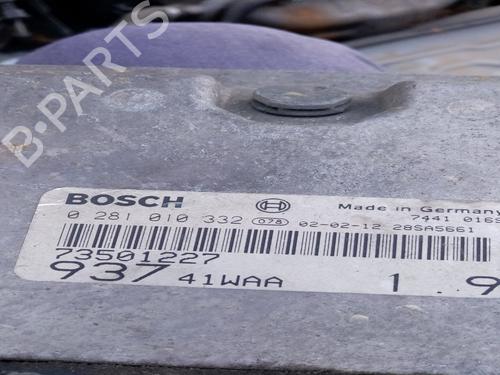 B-PARTS
BOSCH Made in Germany
0 281 010 332 078 02-02-12 28SA5661 7441 016S
73501227
937 41WAA 1.9